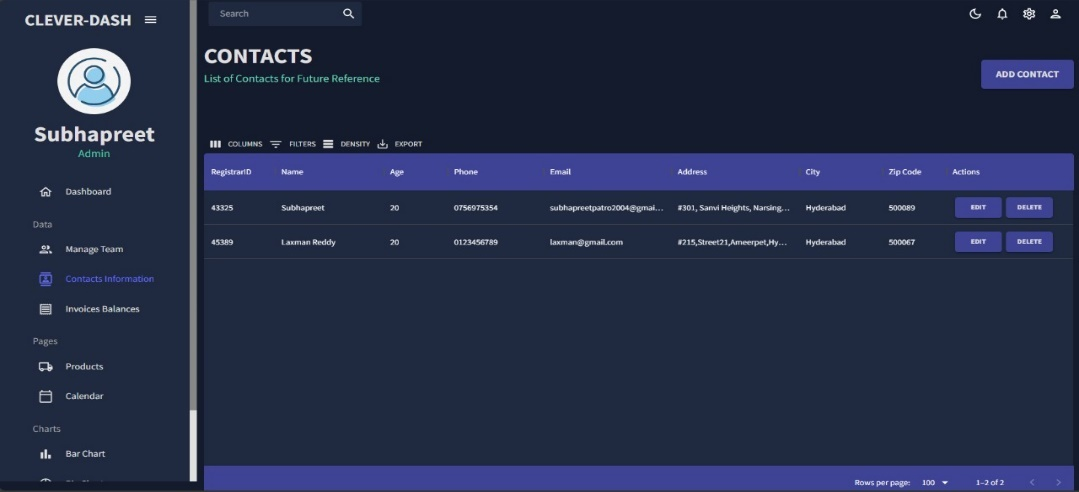 CLEVER-DASH
Search
Subhapreet
Admin
Dashboard
Data
Manage Team
Contacts Information
Invoices Balances
Pages
Products
Calendar
Charts
Bar Chart
CONTACTS
List of Contacts for Future Reference
ADD CONTACT
COLUMNS FILTERS DENSITY EXPORT
RegistrarID Name Age Phone Email Address City Zip Code Actions
43325 Subhapreet 20 0756975354 subhapreetpatro2004@gmai... #301, Sanvi Heights, Narsing... Hyderabad 500089 EDIT DELETE
45389 Laxman Reddy 20 0123456789 laxman@gmail.com #215,Street21,Ameerpet,Hy... Hyderabad 500067 EDIT DELETE
Rows per page: 100 1–2 of 2